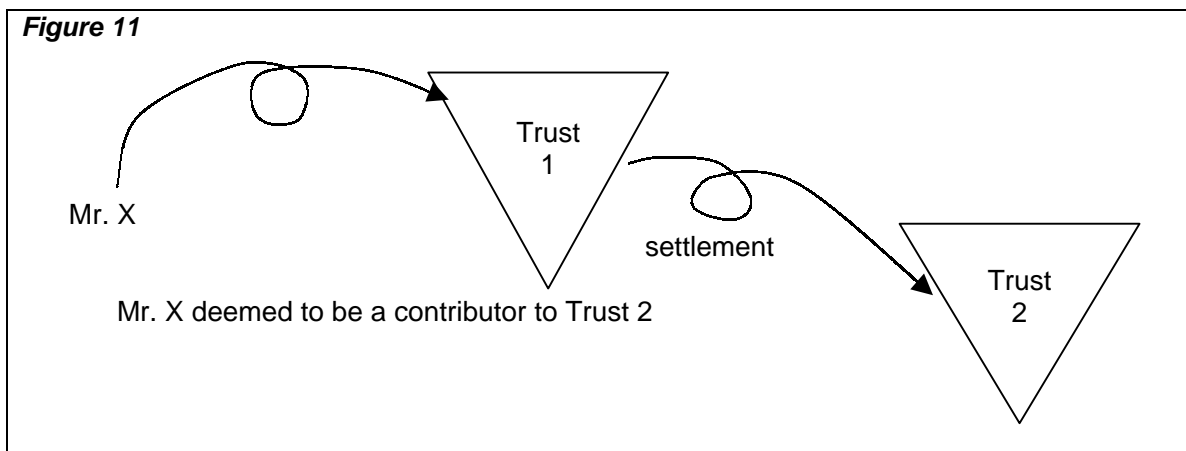 Figure 11
Trust
1
Mr. X
settlement
Trust
2
Mr. X deemed to be a contributor to Trust 2